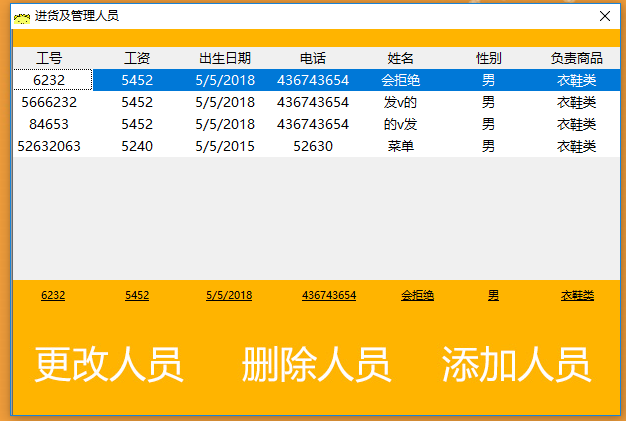 进货及管理人员
工号 工资 出生日期 电话 姓名 性别 负责商品
6232 5452 5/5/2018 436743654 会拒绝 男 衣鞋类
5666232 5452 5/5/2018 436743654 发v的 男 衣鞋类
84653 5452 5/5/2018 436743654 的v发 男 衣鞋类
52632063 5240 5/5/2015 52630 菜单 男 衣鞋类
6232 5452 5/5/2018 436743654 会拒绝 男 衣鞋类
更改人员 删除人员 添加人员